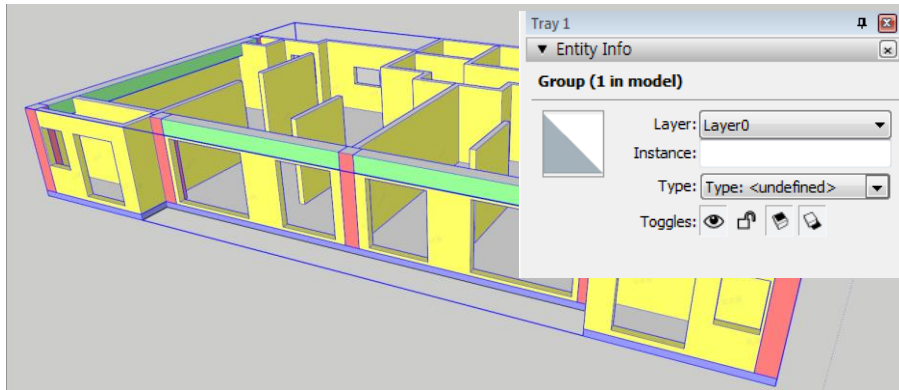 Tray 1
Entity Info
Group (1 in model)
Layer: Layer0
Instance:
Type: Type: <undefined>
Toggles: